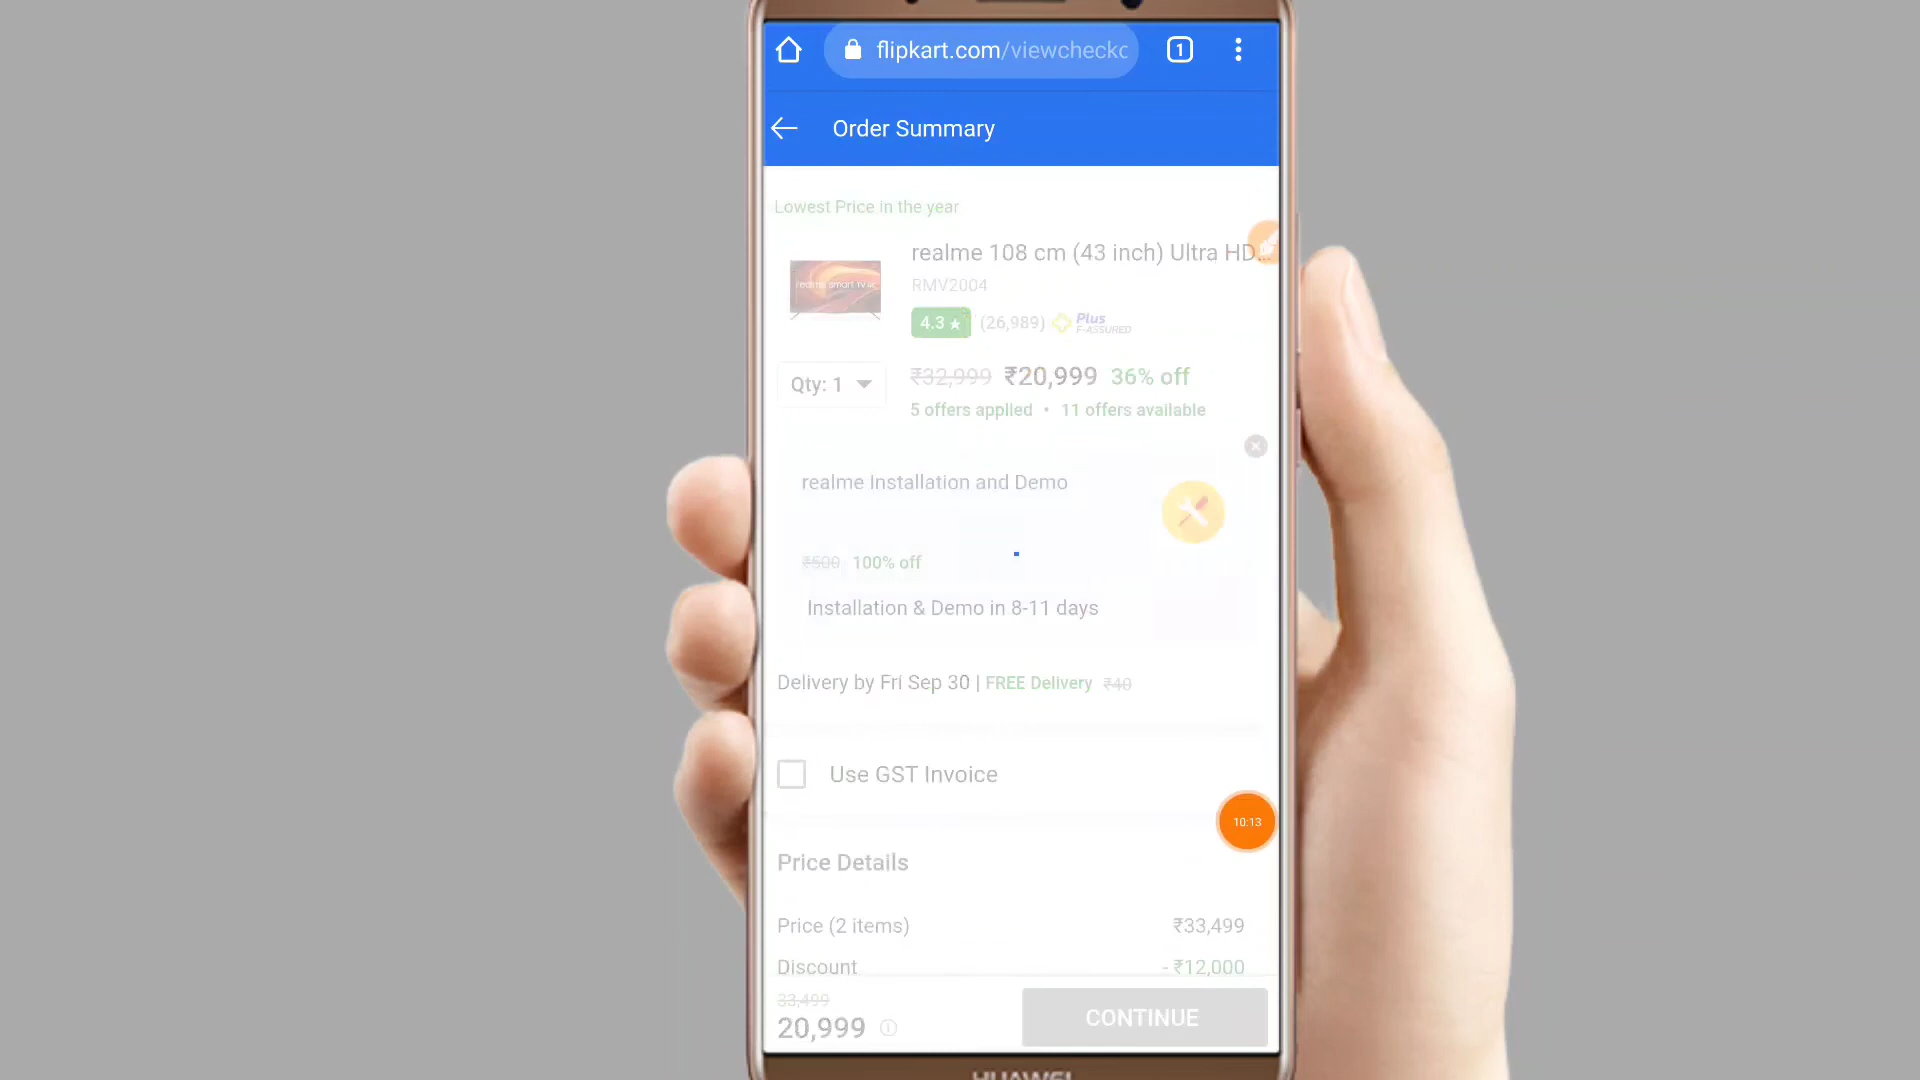 flipkart.com/viewcheckc
1
Order Summary
Lowest Price in the year
realme 108 cm (43 inch) Ultra HD...
RMV2004
realme smart TV 4K
4.3 ★ (26,989) Plus
F-ASSURED
Qty: 1
₹32,999 ₹20,999 36% off
5 offers applied • 11 offers available
realme Installation and Demo
₹500 100% off
Installation & Demo in 8-11 days
Delivery by Fri Sep 30 | FREE Delivery ₹40
Use GST Invoice
10:13
Price Details
Price (2 items) ₹33,499
Discount - ₹12,000
33,499
20,999
CONTINUE
HUAWEI